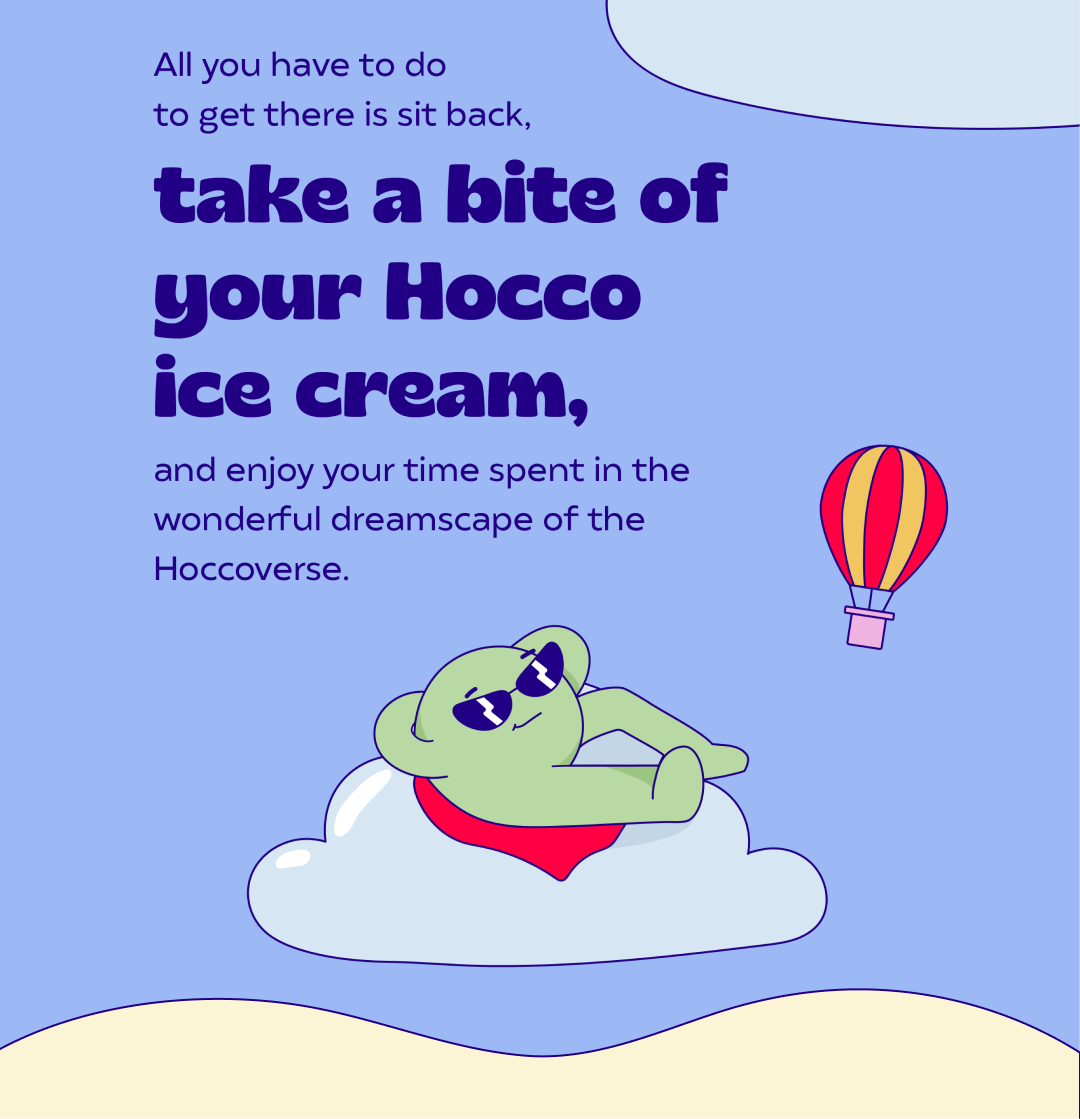 All you have to do
to get there is sit back,
take a bite of
your Hocco
ice cream,
and enjoy your time spent in the
wonderful dreamscape of the
Hoccoverse.